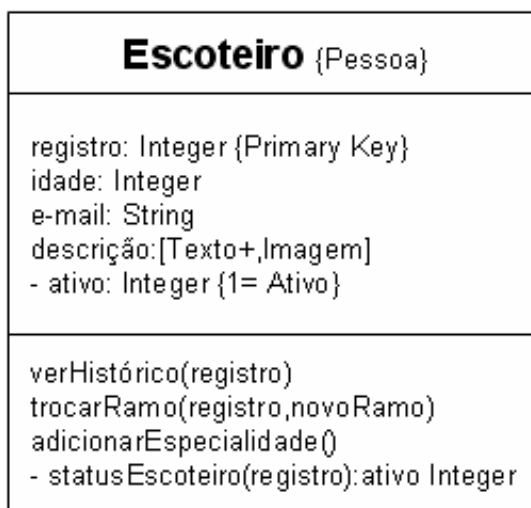 Escoteiro {Pessoa}
registro: Integer {Primary Key}
idade: Integer
e-mail: String
descrição:[Texto+,Imagem]
- ativo: Integer {1= Ativo}
verHistórico(registro)
trocarRamo(registro,novoRamo)
adicionarEspecialidade()
- statusEscoteiro(registro):ativo Integer